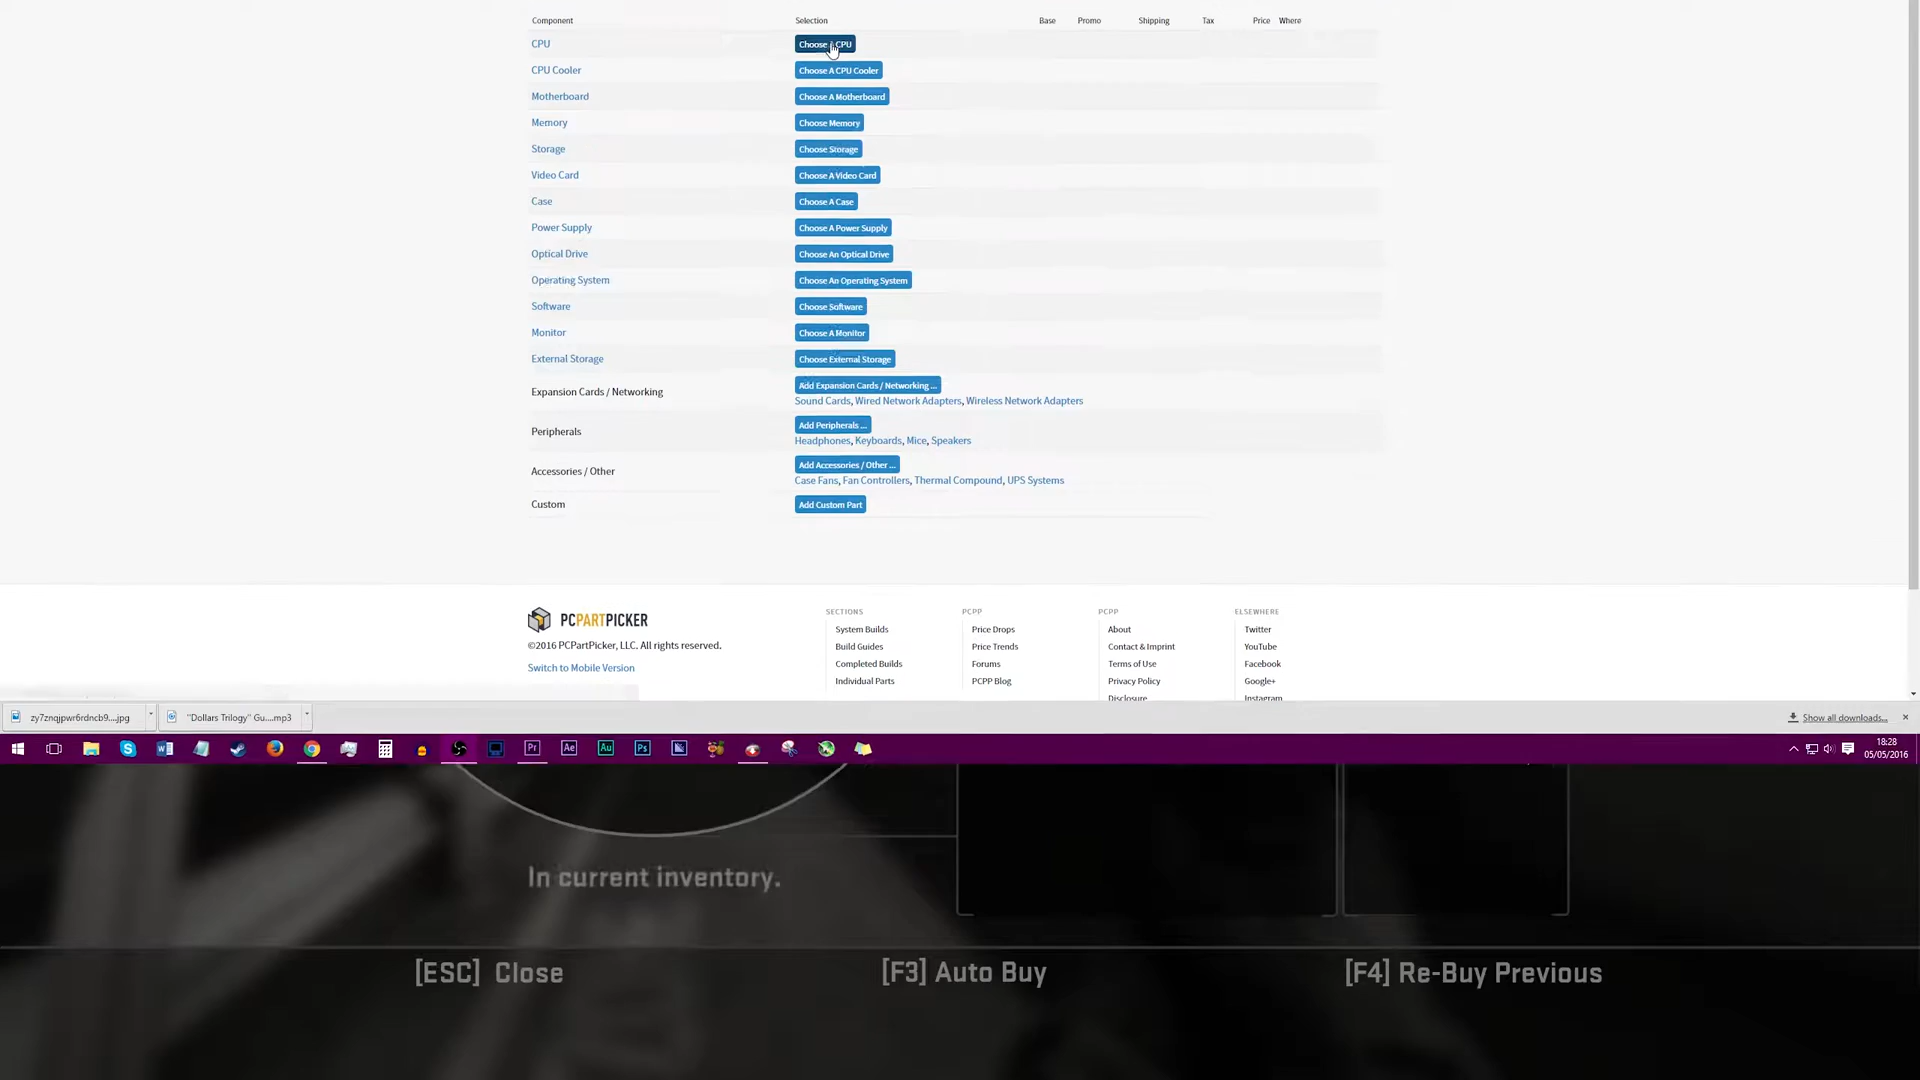 Component Selection Base Promo Shipping Tax Price Where
CPU Choose A CPU
CPU Cooler Choose A CPU Cooler
Motherboard Choose A Motherboard
Memory Choose Memory
Storage Choose Storage
Video Card Choose A Video Card
Case Choose A Case
Power Supply Choose A Power Supply
Optical Drive Choose An Optical Drive
Operating System Choose An Operating System
Software Choose Software
Monitor Choose A Monitor
External Storage Choose External Storage
Expansion Cards / Networking Add Expansion Cards / Networking ...
Sound Cards, Wired Network Adapters, Wireless Network Adapters
Peripherals Add Peripherals ...
Headphones, Keyboards, Mice, Speakers
Accessories / Other Add Accessories / Other ...
Case Fans, Fan Controllers, Thermal Compound, UPS Systems
Custom Add Custom Part
PCPARTPICKER
©2016 PCPartPicker, LLC. All rights reserved.
Switch to Mobile Version
SECTIONS
System Builds
Build Guides
Completed Builds
Individual Parts
PCPP
Price Drops
Price Trends
Forums
PCPP Blog
PCPP
About
Contact & Imprint
Terms of Use
Privacy Policy
Disclosure
ELSEWHERE
Twitter
YouTube
Facebook
Google+
Instagram
zy7znqjpwr6rdncb9....jpg
"Dollars Trilogy" Gu....mp3
Show all downloads...
W Pr Ae Au Ps
18:28
05/05/2016
In current inventory.
[ESC] Close [F3] Auto Buy [F4] Re-Buy Previous